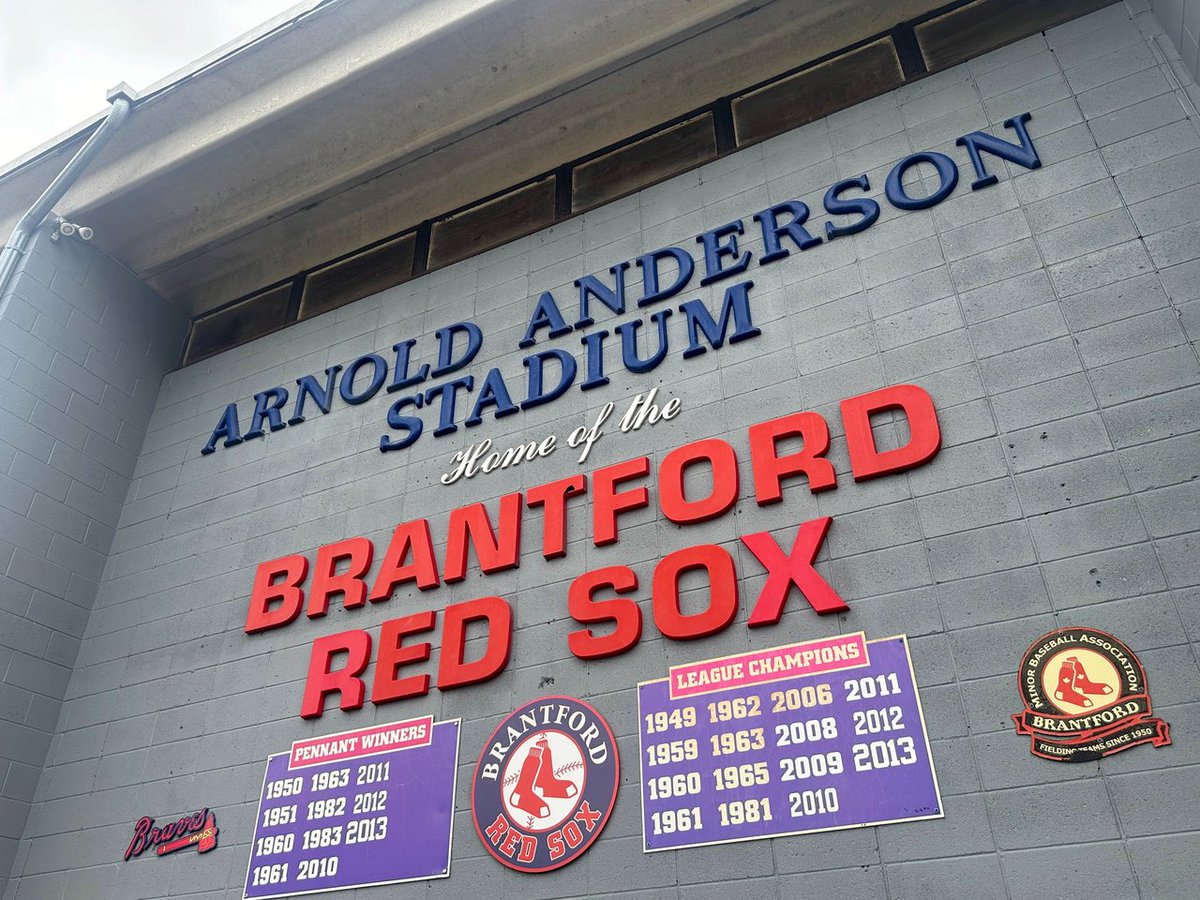 ARNOLD ANDERSON
STADIUM
Home of the
BRANTFORD
RED SOX
PENNANT WINNERS
1950 1963 2011
1951 1982 2012
1960 1983 2013
1961 2010
BRANTFORD
RED SOX
LEAGUE CHAMPIONS
1949 1962 2006 2011
1959 1963 2008 2012
1960 1965 2009 2013
1961 1981 2010
MINOR BASEBALL ASSOCIATION
BRANTFORD
FIELDING TEAMS SINCE 1950
Braves